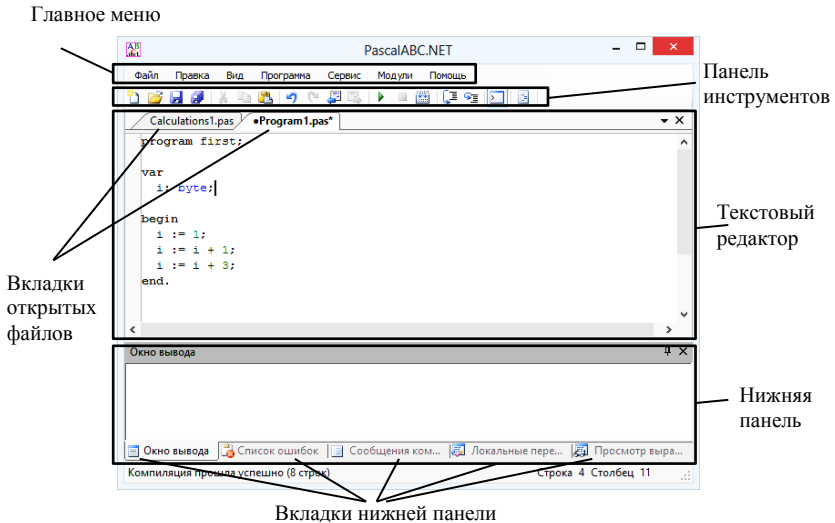 Главное меню
PascalABC.NET
Файл Правка Вид Программа Сервис Модули Помощь
Панель
инструментов
Calculations1.pas •Program1.pas*
program first;
var
i: byte;
begin
i := 1;
i := i + 1;
i := i + 3;
end.
Текстовый
редактор
Вкладки
открытых
файлов
Окно вывода
Нижняя
панель
Окно вывода Список ошибок Сообщения ком... Локальные пере... Просмотр выра...
Компиляция прошла успешно (8 строк) Строка 4 Столбец 11
Вкладки нижней панели